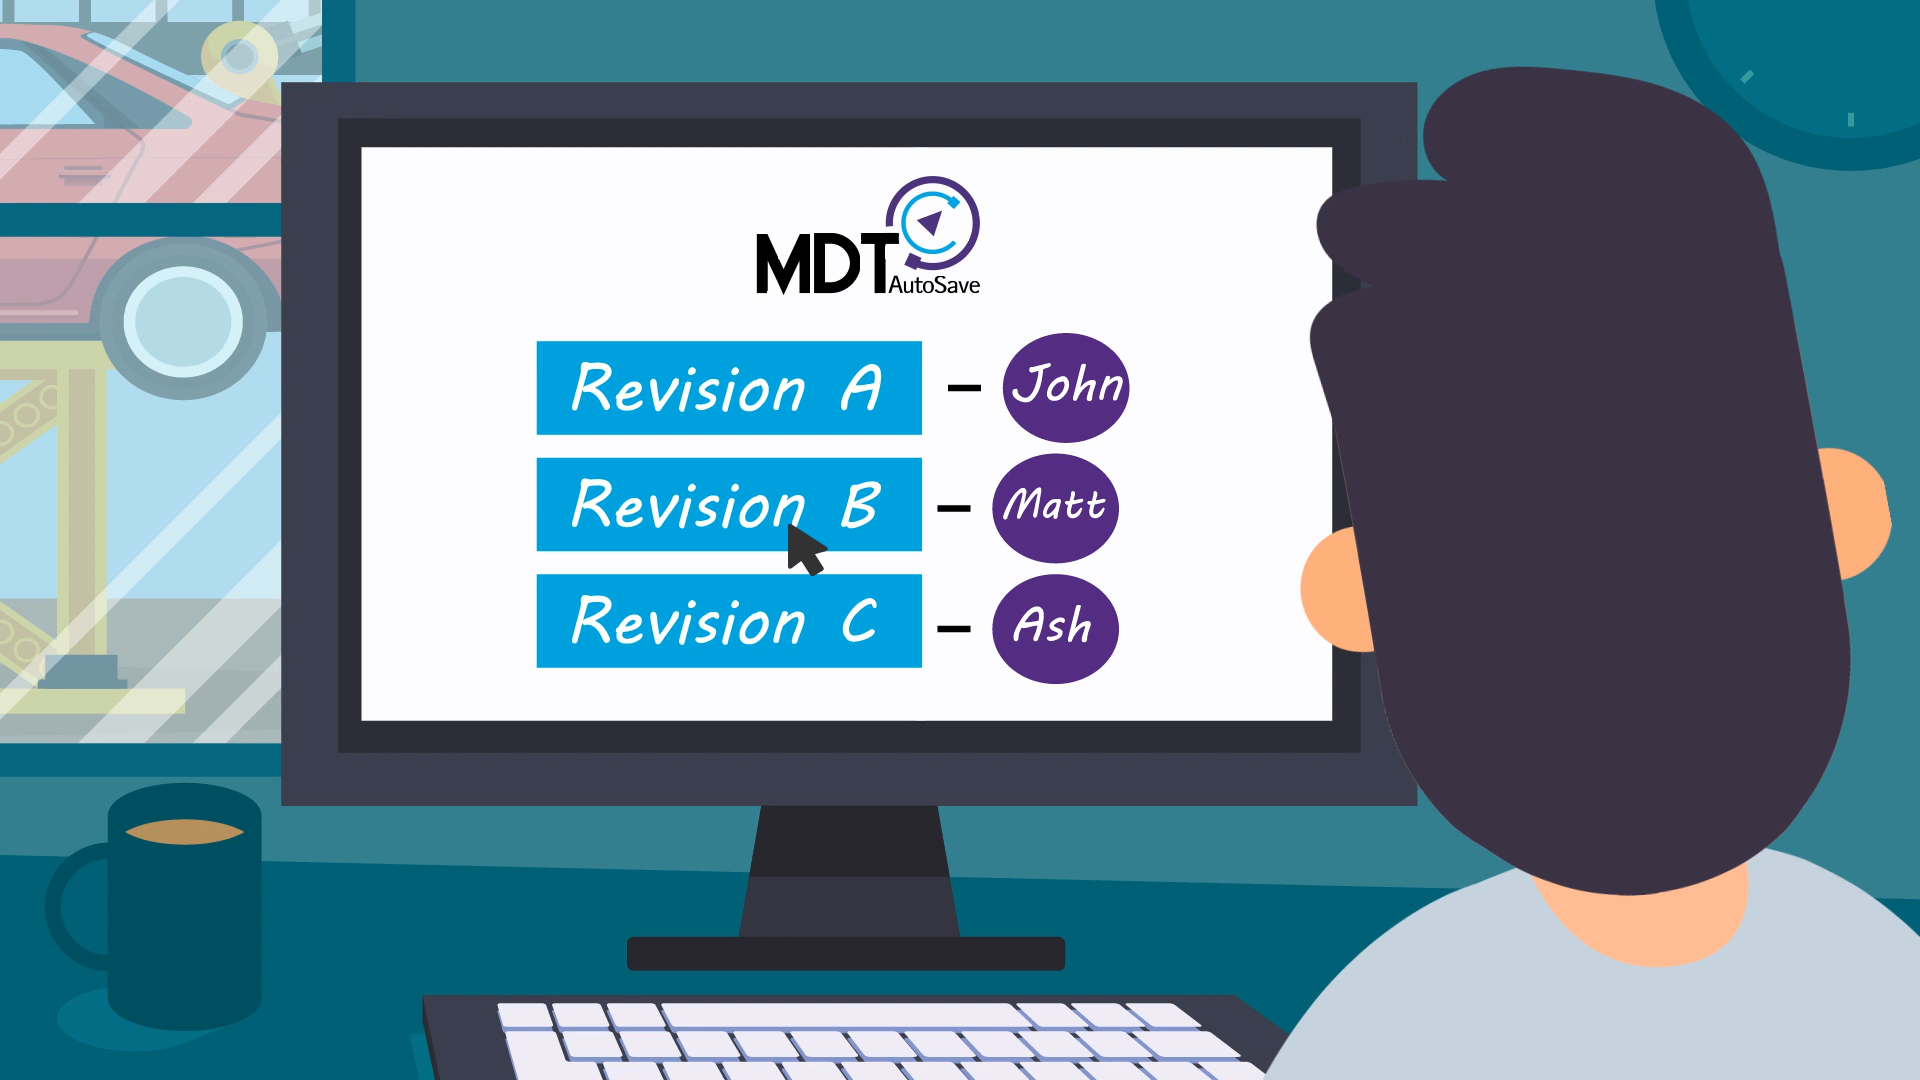 MDT
AutoSave
Revision A – John
Revision B – Matt
Revision C – Ash